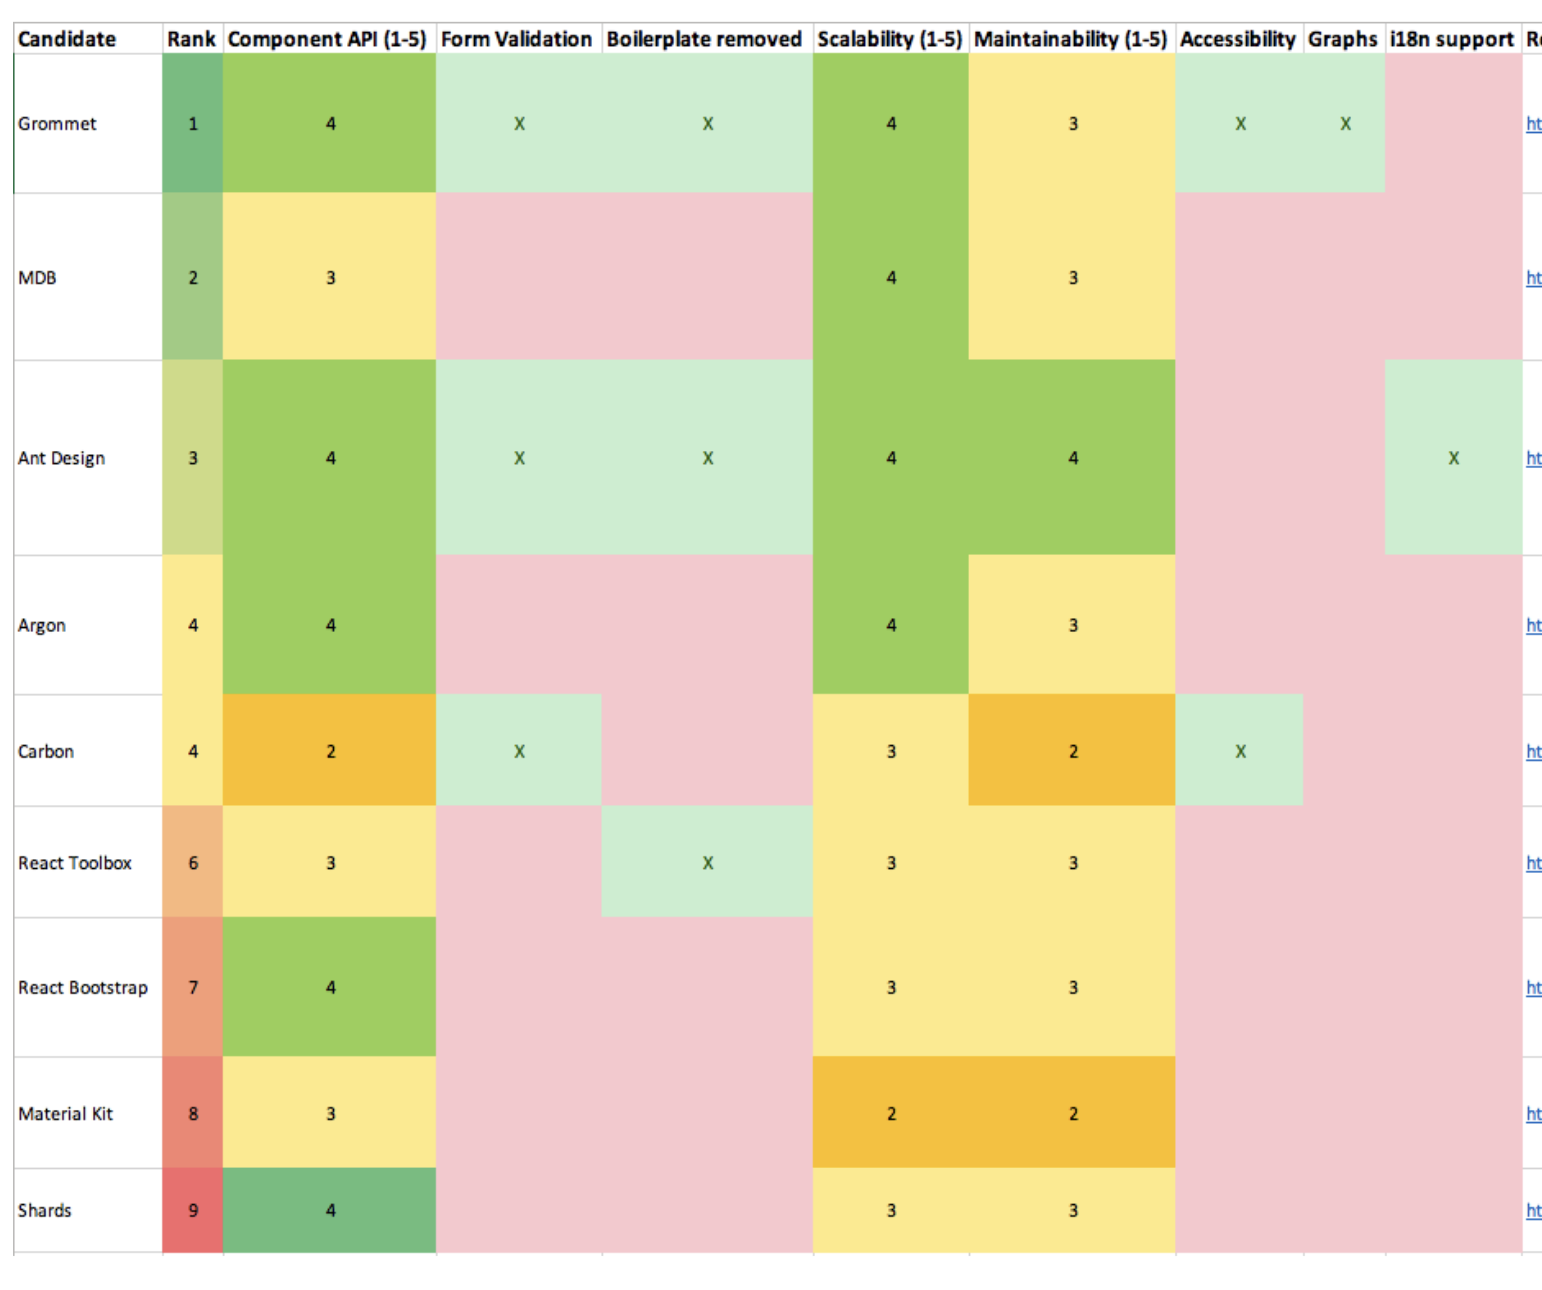 Candidate Rank Component API (1-5) Form Validation Boilerplate removed Scalability (1-5) Maintainability (1-5) Accessibility Graphs i18n support
Grommet 1 4 X X 4 3 X X ht
MDB 2 3 4 3 ht
Ant Design 3 4 X X 4 4 X ht
Argon 4 4 4 3 ht
Carbon 4 2 X 3 2 X ht
React Toolbox 6 3 X 3 3 ht
React Bootstrap 7 4 3 3 ht
Material Kit 8 3 2 2 ht
Shards 9 4 3 3 ht